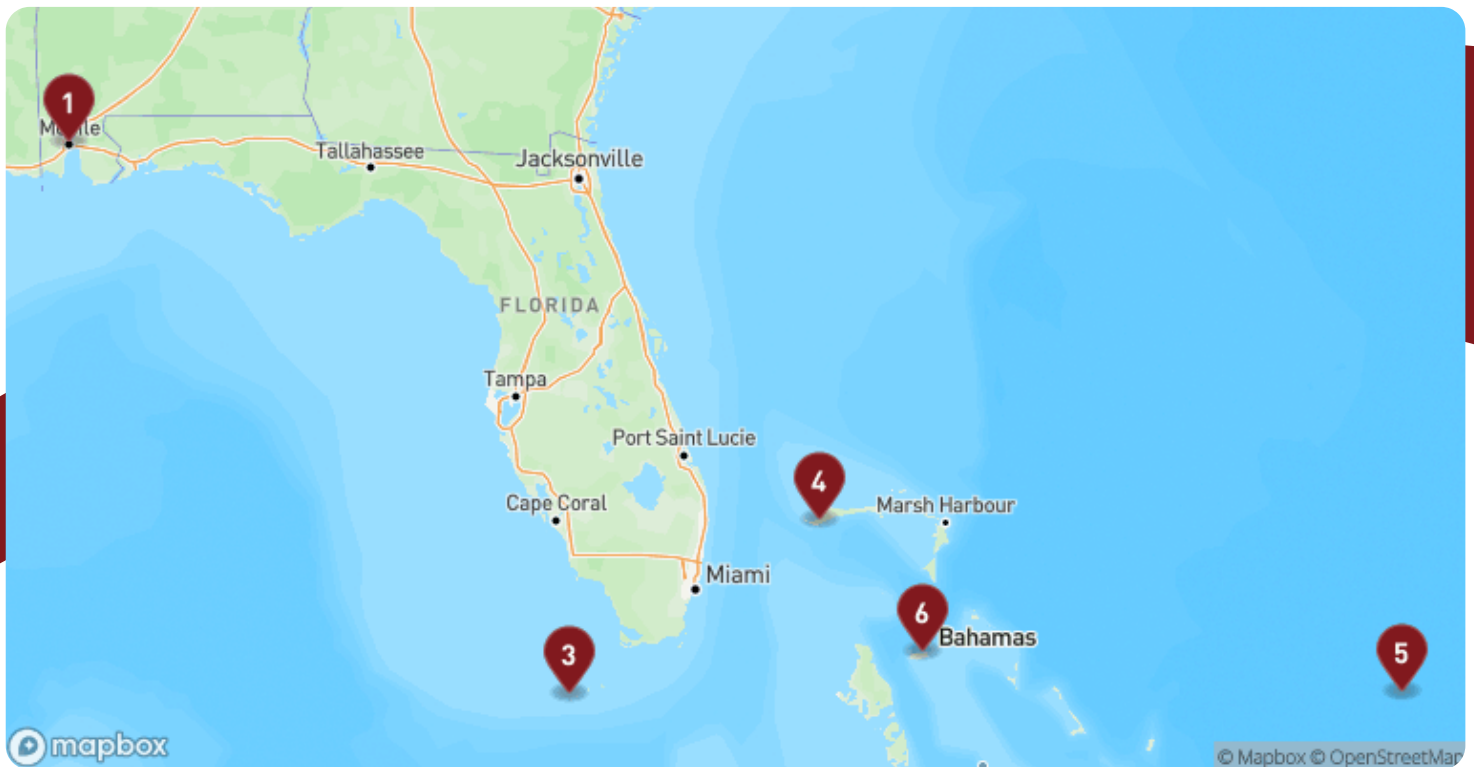 1
Mobile
Tallahassee
Jacksonville
FLORIDA
Tampa
Port Saint Lucie
4
Cape Coral
Marsh Harbour
Miami
6
Bahamas
3
5
mapbox
© Mapbox © OpenStreetMap